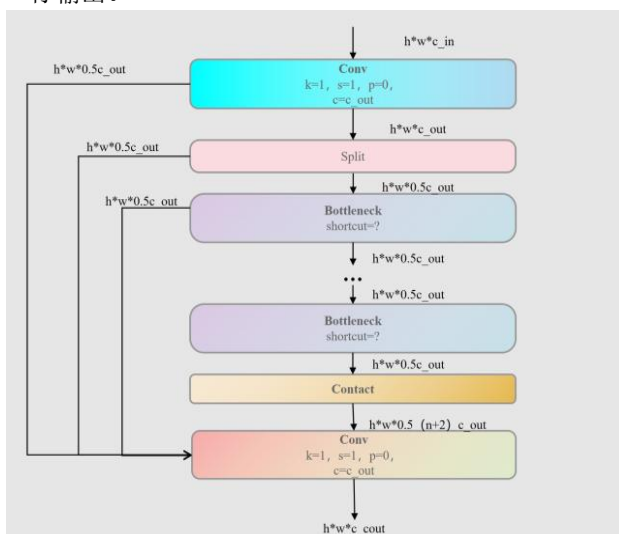 h*w*c_in
h*w*0.5c_out
Conv
k=1, s=1, p=0,
c=c_out
h*w*c_out
h*w*0.5c_out
Split
h*w*0.5c_out
h*w*0.5c_out
Bottleneck
shortcut=?
h*w*0.5c_out
...
h*w*0.5c_out
Bottleneck
shortcut=?
h*w*0.5c_out
Contact
h*w*0.5 (n+2) c_out
Conv
k=1, s=1, p=0,
c=c_out
h*w*c_cout